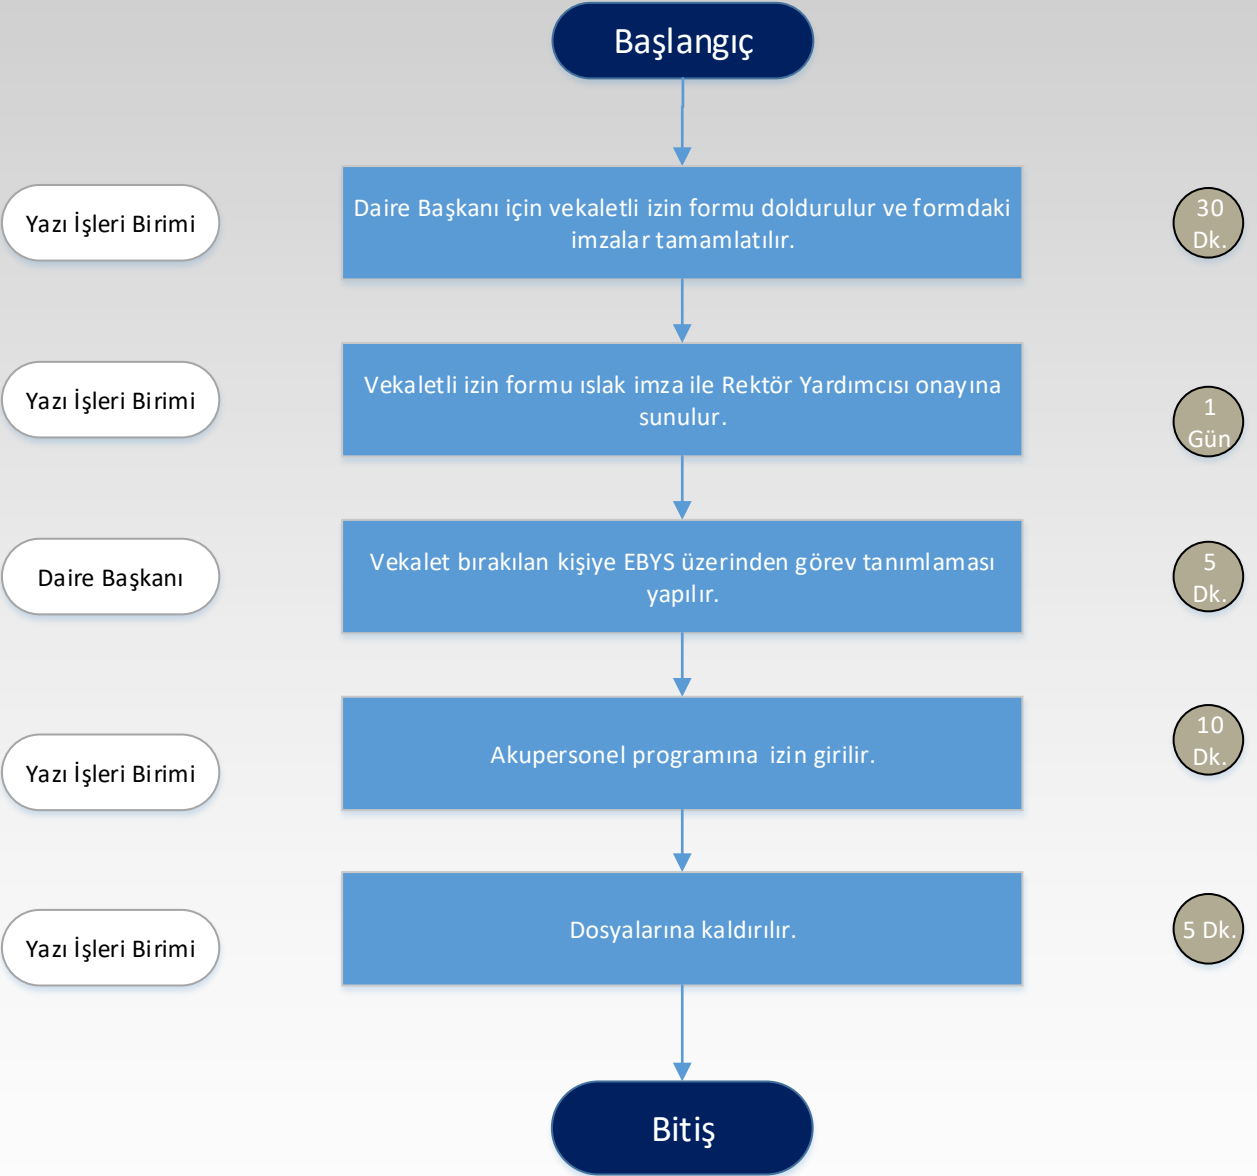 Başlangıç
Yazı İşleri Birimi
Daire Başkanı için vekaletli izin formu doldurulur ve formdaki
imzalar tamamlatılır.
30
Dk.
Yazı İşleri Birimi
Vekaletli izin formu ıslak imza ile Rektör Yardımcısı onayına
sunulur.
1
Gün
Daire Başkanı
Vekalet bırakılan kişiye EBYS üzerinden görev tanımlaması
yapılır.
5
Dk.
Yazı İşleri Birimi
Akupersonel programına izin girilir.
10
Dk.
Yazı İşleri Birimi
Dosyalarına kaldırılır.
5 Dk.
Bitiş